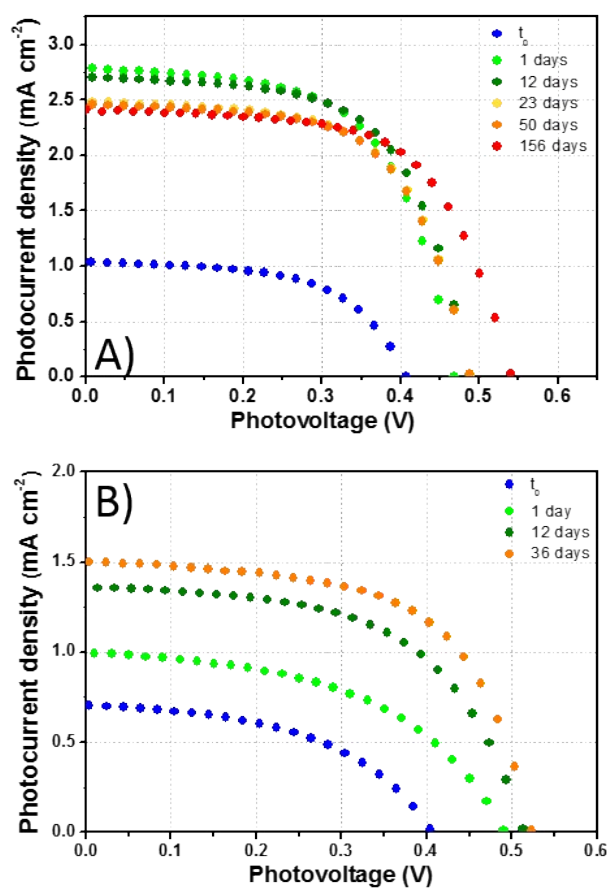 Photocurrent density (mA cm⁻²)
3.0
2.5
2.0
1.5
1.0
0.5
0.0
t₀
1 days
12 days
23 days
50 days
156 days
A)
0.0 0.1 0.2 0.3 0.4 0.5 0.6
Photovoltage (V)
Photocurrent density (mA cm⁻²)
2.0
1.5
1.0
0.5
0.0
B)
t₀
1 day
12 days
36 days
0.0 0.1 0.2 0.3 0.4 0.5 0.6
Photovoltage (V)